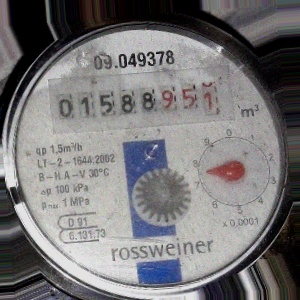 09.049378
01588951 m³
qp 1,5m³/h
LT-2-1644/2002
B-H.A-V 30°C
Δp 100 kPa
pmax 1 MPa
0.91
6.131.73
rossweiner
x 0,0001